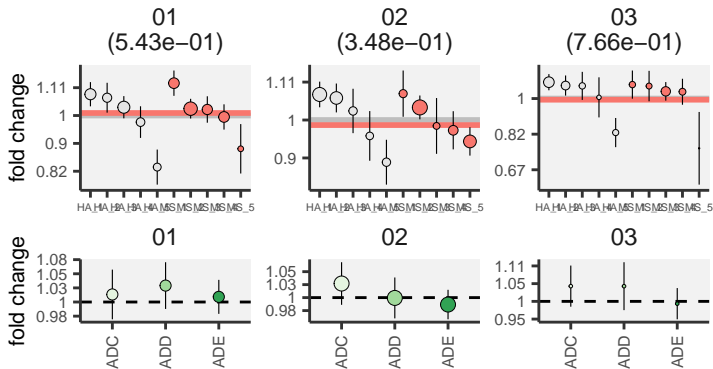 01
(5.43e−01)
02
(3.48e−01)
03
(7.66e−01)
fold change
1.11
1
0.9
0.82
1.11
1
0.9
1
0.82
0.67
01
02
03
fold change
1.08
1.05
1.03
1
0.98
1.05
1.03
1
0.98
1.11
1.05
1
0.95
ADC
ADD
ADE
ADC
ADD
ADE
ADC
ADD
ADE